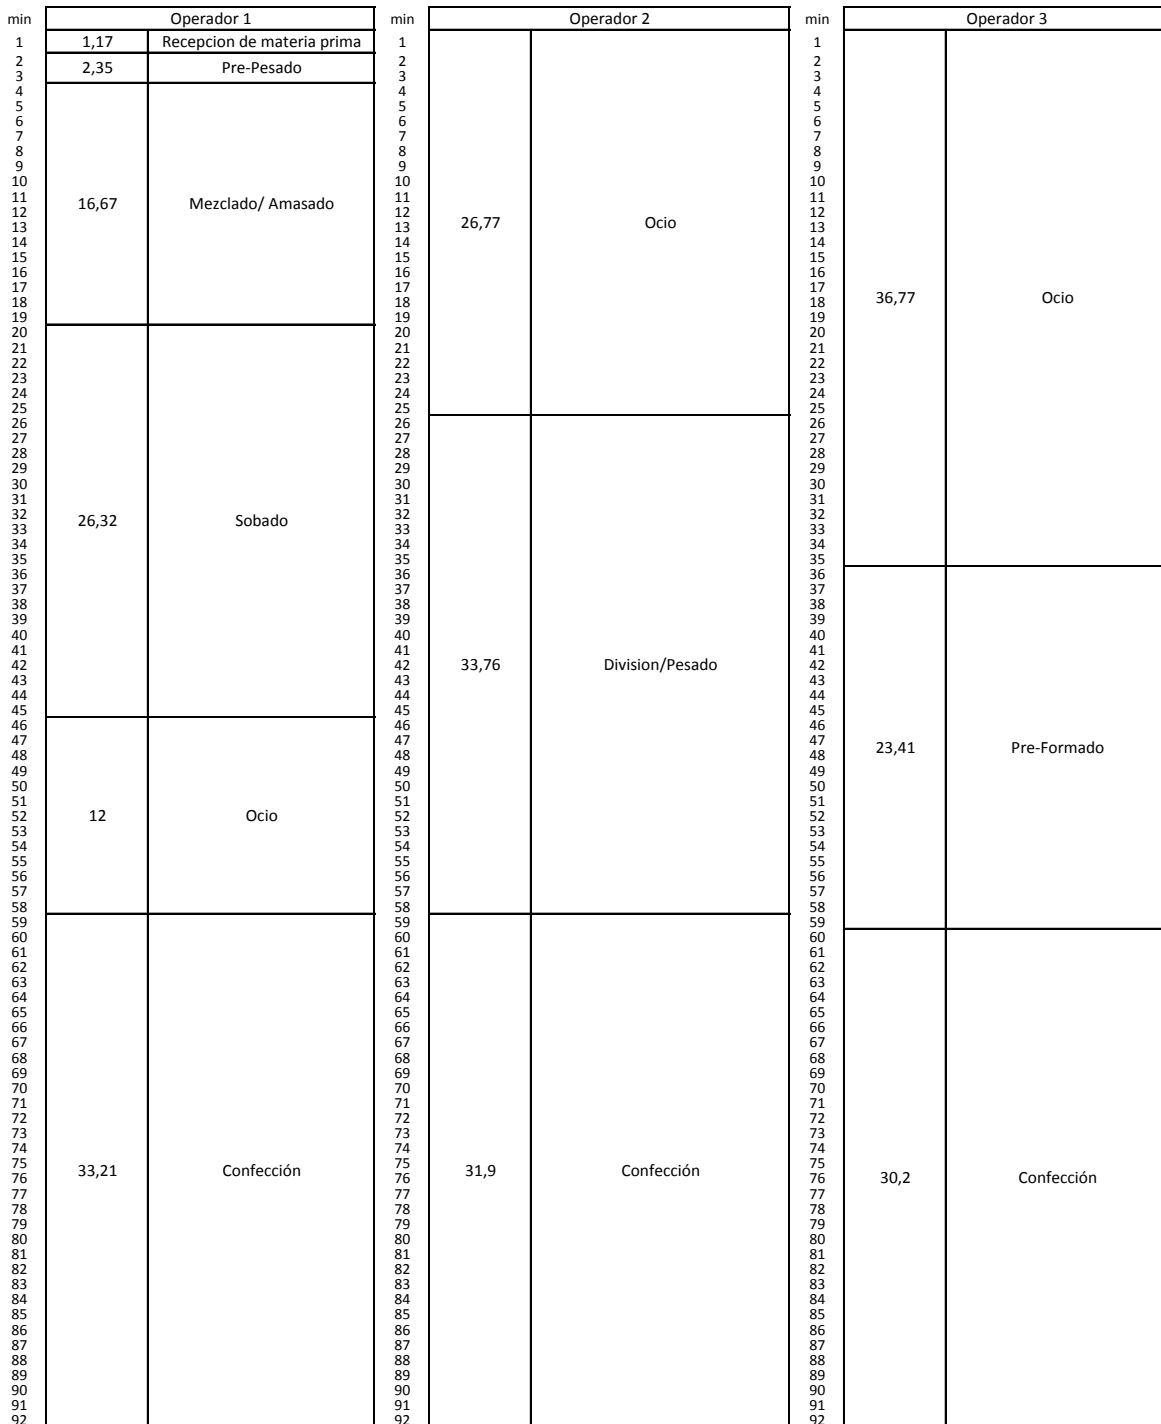 min Operador 1 min Operador 2 min Operador 3
1 1,17 Recepcion de materia prima 1 1
2 2,35 Pre-Pesado 2 2
3 3 3
4 4 4
5 5 5
6 6 6
7 7 7
8 8 8
9 9 9
10 10 10
11 16,67 Mezclado/ Amasado 11 11
12 12 12
13 13 26,77 Ocio 13
14 14 14
15 15 15
16 16 16
17 17 17
18 18 18 36,77 Ocio
19 19 19
20 20 20
21 21 21
22 22 22
23 23 23
24 24 24
25 25 25
26 26 26
27 27 27
28 28 28
29 29 29
30 30 30
31 31 31
32 26,32 Sobado 32 32
33 33 33
34 34 34
35 35 35
36 36 36
37 37 37
38 38 38
39 39 39
40 40 40
41 41 41
42 42 33,76 Division/Pesado 42
43 43 43
44 44 44
45 45 45
46 46 46
47 47 47 23,41 Pre-Formado
48 48 48
49 49 49
50 50 50
51 51 51
52 12 Ocio 52 52
53 53 53
54 54 54
55 55 55
56 56 56
57 57 57
58 58 58
59 59 59
60 60 60
61 61 61
62 62 62
63 63 63
64 64 64
65 65 65
66 66 66
67 67 67
68 68 68
69 69 69
70 70 70
71 71 71
72 72 72
73 73 73
74 74 74
75 33,21 Confección 75 31,9 Confección 75
76 76 76 30,2 Confección
77 77 77
78 78 78
79 79 79
80 80 80
81 81 81
82 82 82
83 83 83
84 84 84
85 85 85
86 86 86
87 87 87
88 88 88
89 89 89
90 90 90
91 91 91
92 92 92